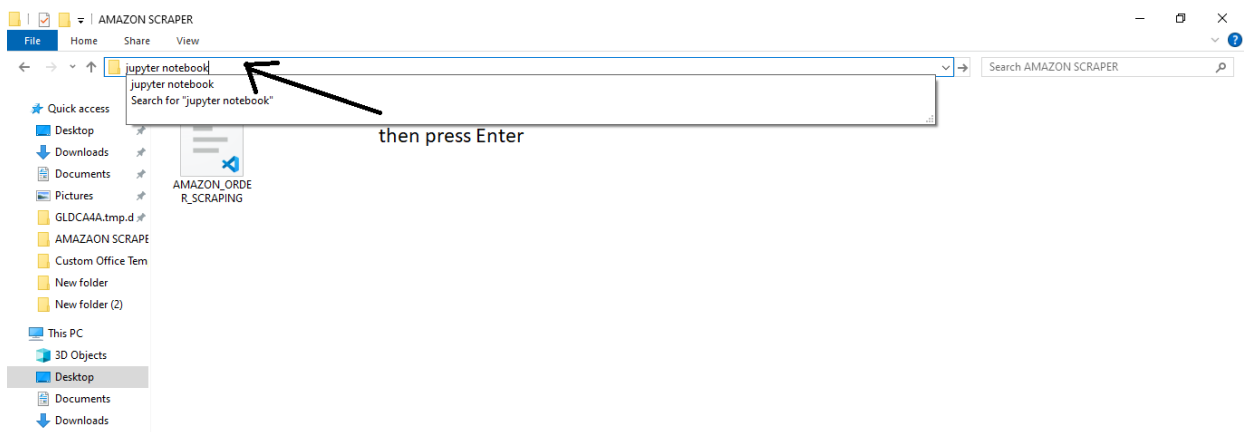 AMAZON SCRAPER
File Home Share View
jupyter notebook Search AMAZON SCRAPER
jupyter notebook
Search for "jupyter notebook"
then press Enter
AMAZON_ORDE
R_SCRAPING
Quick access
Desktop
Downloads
Documents
Pictures
GLDCA4A.tmp.d
AMAZAON SCRAPE
Custom Office Tem
New folder
New folder (2)
This PC
3D Objects
Desktop
Documents
Downloads